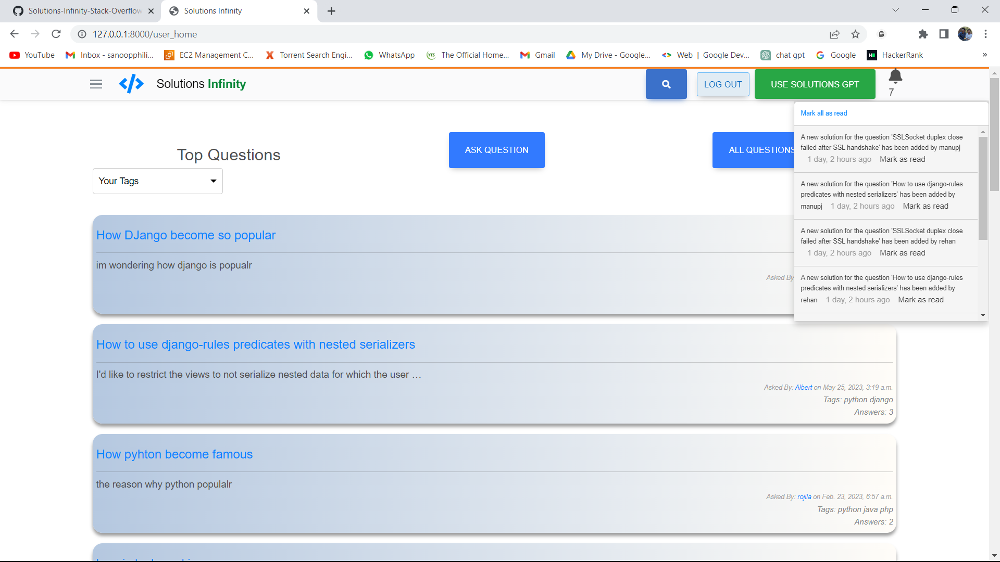 Solutions-Infinity-Stack-Overflow
Solutions Infinity
127.0.0.1:8000/user_home
YouTube
Inbox - sanoopphili...
EC2 Management C...
Torrent Search Engi...
WhatsApp
The Official Home...
Gmail
My Drive - Google...
Web | Google Dev...
chat gpt
Google
HackerRank
»
Solutions Infinity
LOG OUT
USE SOLUTIONS GPT
7
Mark all as read
A new solution for the question 'SSLSocket duplex close
failed after SSL handshake' has been added by manupj
1 day, 2 hours ago Mark as read
A new solution for the question 'How to use django-rules
predicates with nested serializers' has been added by
manupj 1 day, 2 hours ago Mark as read
A new solution for the question 'SSLSocket duplex close
failed after SSL handshake' has been added by rehan
1 day, 2 hours ago Mark as read
A new solution for the question 'How to use django-rules
predicates with nested serializers' has been added by
rehan 1 day, 2 hours ago Mark as read
Top Questions
ASK QUESTION
ALL QUESTIONS
Your Tags
How DJango become so popular
im wondering how django is popualr
Asked By
How to use django-rules predicates with nested serializers
I'd like to restrict the views to not serialize nested data for which the user …
Asked By: Albert on May 25, 2023, 3:19 a.m.
Tags: python django
Answers: 3
How pyhton become famous
the reason why python populalr
Asked By: rojila on Feb. 23, 2023, 6:57 a.m.
Tags: python java php
Answers: 2